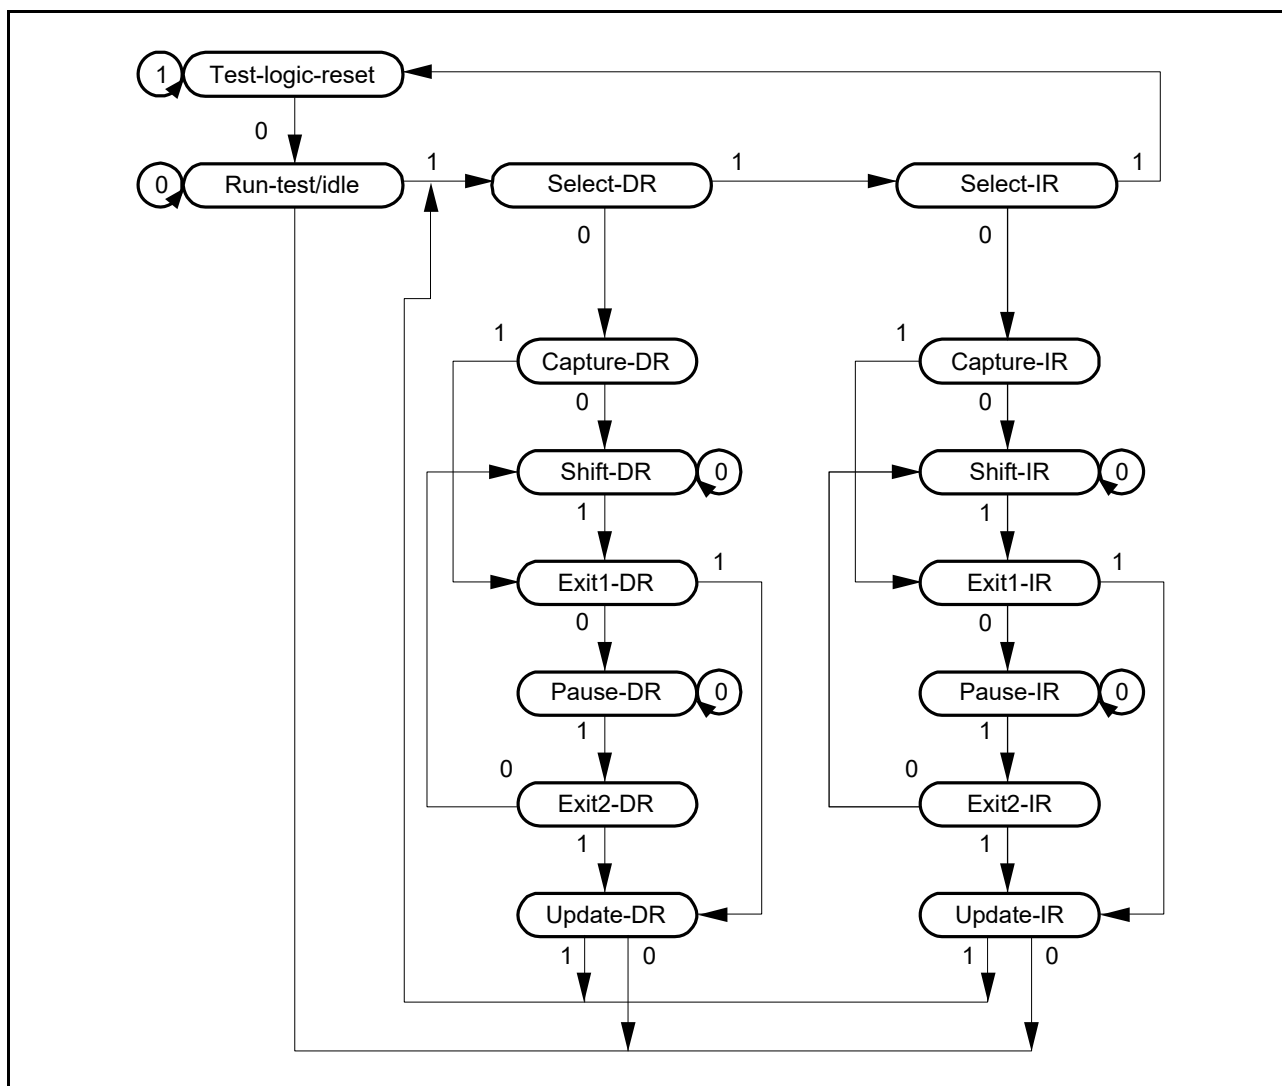 1 Test-logic-reset
0
0 Run-test/idle 1 Select-DR 1 Select-IR 1
0 0
1 1
Capture-DR Capture-IR
0 0
Shift-DR 0 Shift-IR 0
1 1
Exit1-DR 1 Exit1-IR 1
0 0
Pause-DR 0 Pause-IR 0
1 1
0 0
Exit2-DR Exit2-IR
1 1
Update-DR Update-IR
1 0 1 0